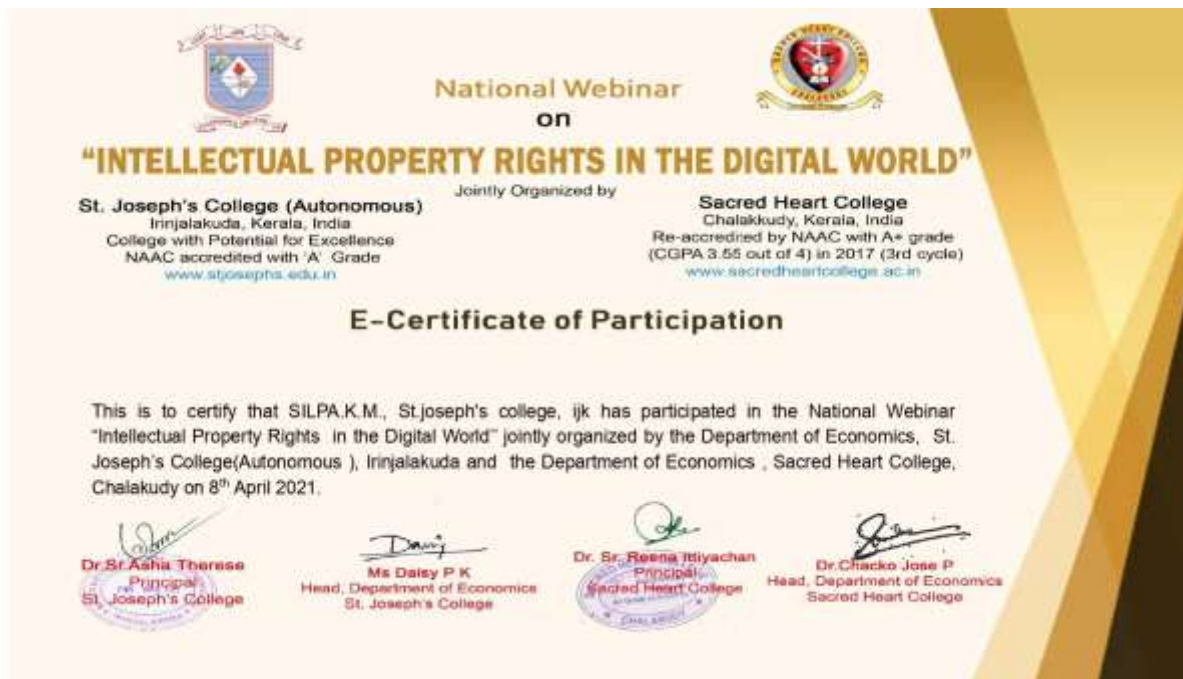 National Webinar
on
“INTELLECTUAL PROPERTY RIGHTS IN THE DIGITAL WORLD”
Jointly Organized by
St. Joseph's College (Autonomous)
Irinjalakuda, Kerala, India
College with Potential for Excellence
NAAC accredited with 'A' Grade
www.stjosephs.edu.in
Sacred Heart College
Chalakkudy, Kerala, India
Re-accredited by NAAC with A+ grade
(CGPA 3.55 out of 4) in 2017 (3rd cycle)
www.sacredheartcollege.ac.in
E-Certificate of Participation
This is to certify that SILPA.K.M., St.joseph's college, ijk has participated in the National Webinar
“Intellectual Property Rights in the Digital World” jointly organized by the Department of Economics, St.
Joseph's College(Autonomous ), Irinjalakuda and the Department of Economics , Sacred Heart College,
Chalakudy on 8th April 2021.
Dr.Sr.Asha Therese
Principal
St. Joseph's College
Ms Daisy P K
Head, Department of Economics
St. Joseph's College
Dr. Sr. Reena Ittiyachan
Principal
Sacred Heart College
Dr.Chacko Jose P
Head, Department of Economics
Sacred Heart College